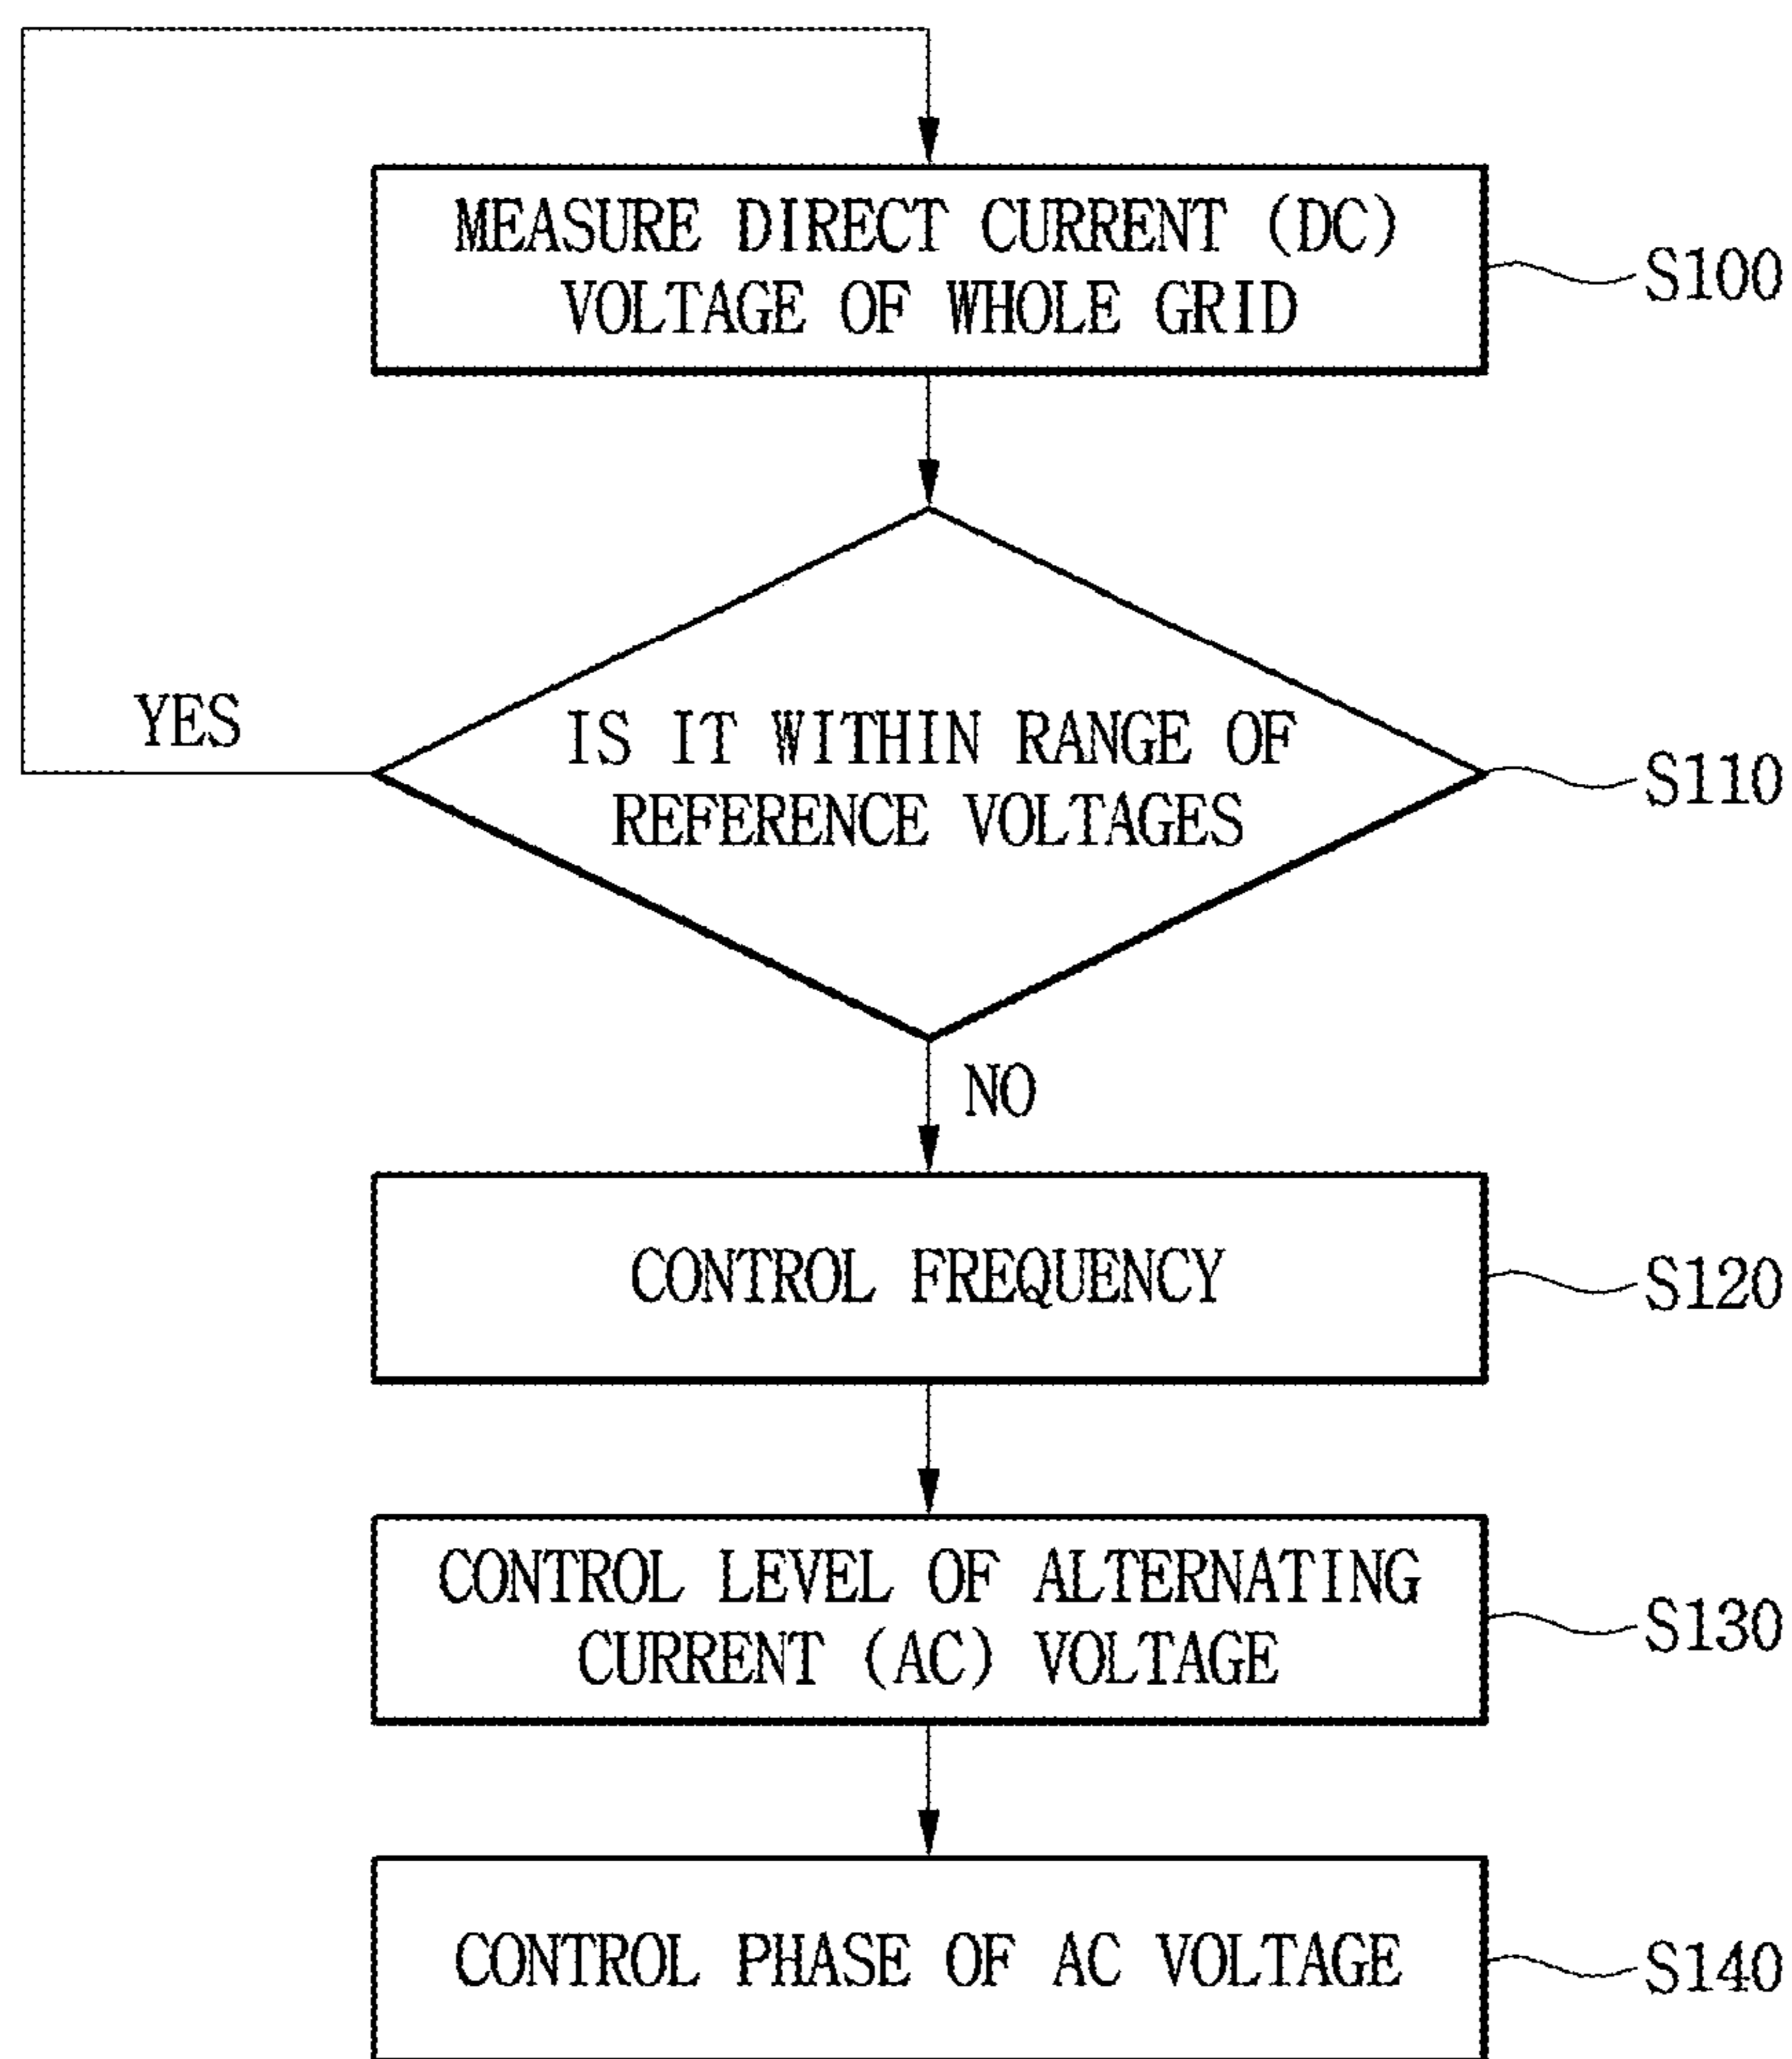 MEASURE DIRECT CURRENT (DC)
VOLTAGE OF WHOLE GRID
S100
YES
IS IT WITHIN RANGE OF
REFERENCE VOLTAGES
S110
NO
CONTROL FREQUENCY
S120
CONTROL LEVEL OF ALTERNATING
CURRENT (AC) VOLTAGE
S130
CONTROL PHASE OF AC VOLTAGE
S140